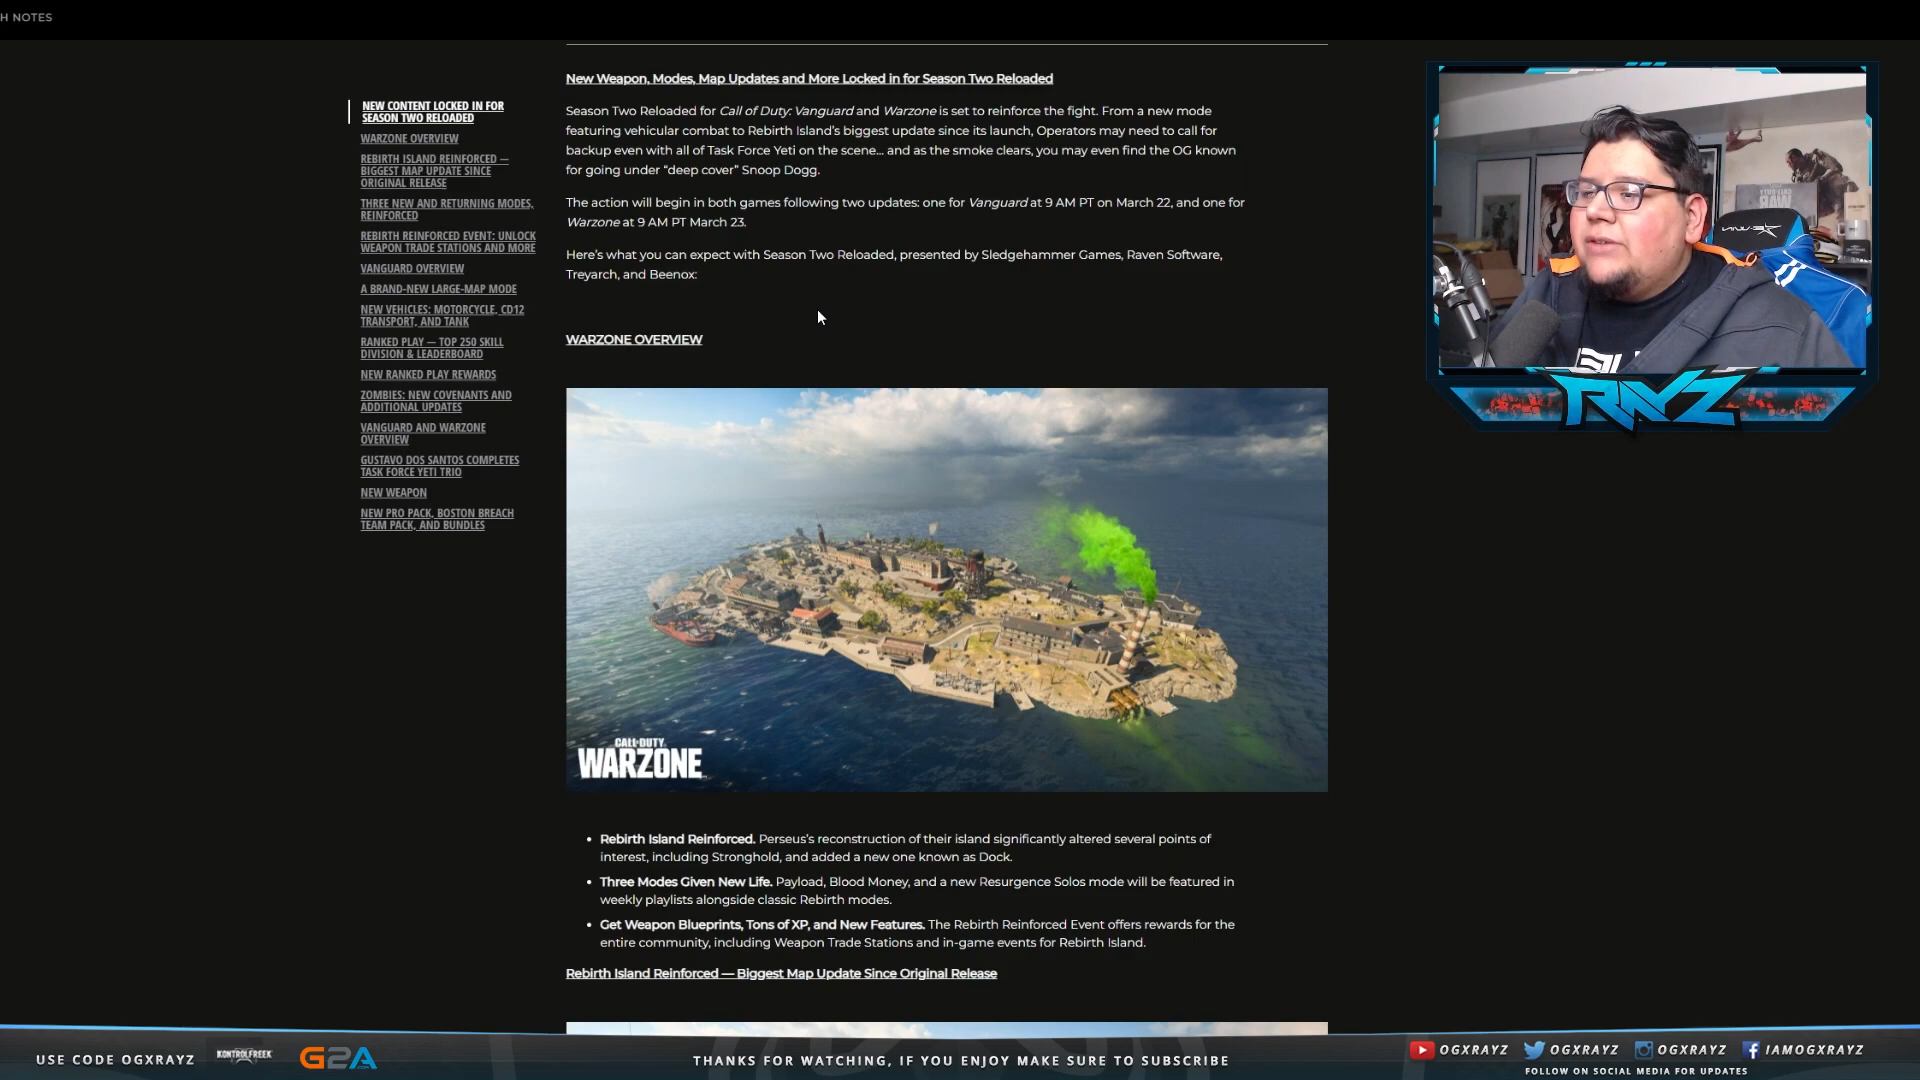 H NOTES
NEW CONTENT LOCKED IN FOR
SEASON TWO RELOADED
WARZONE OVERVIEW
REBIRTH ISLAND REINFORCED —
BIGGEST MAP UPDATE SINCE
ORIGINAL RELEASE
THREE NEW AND RETURNING MODES,
REINFORCED
REBIRTH REINFORCED EVENT: UNLOCK
WEAPON TRADE STATIONS AND MORE
VANGUARD OVERVIEW
A BRAND-NEW LARGE-MAP MODE
NEW VEHICLES: MOTORCYCLE, CD12
TRANSPORT, AND TANK
RANKED PLAY — TOP 250 SKILL
DIVISION & LEADERBOARD
NEW RANKED PLAY REWARDS
ZOMBIES: NEW COVENANTS AND
ADDITIONAL UPDATES
VANGUARD AND WARZONE
OVERVIEW
GUSTAVO DOS SANTOS COMPLETES
TASK FORCE YETI TRIO
NEW WEAPON
NEW PRO PACK, BOSTON BREACH
TEAM PACK, AND BUNDLES
New Weapon, Modes, Map Updates and More Locked in for Season Two Reloaded
Season Two Reloaded for Call of Duty: Vanguard and Warzone is set to reinforce the fight. From a new mode
featuring vehicular combat to Rebirth Island's biggest update since its launch, Operators may need to call for
backup even with all of Task Force Yeti on the scene... and as the smoke clears, you may even find the OG known
for going under "deep cover" Snoop Dogg.
The action will begin in both games following two updates: one for Vanguard at 9 AM PT on March 22, and one for
Warzone at 9 AM PT March 23.
Here's what you can expect with Season Two Reloaded, presented by Sledgehammer Games, Raven Software,
Treyarch, and Beenox:
WARZONE OVERVIEW
CALL OF DUTY
WARZONE
• Rebirth Island Reinforced. Perseus's reconstruction of their island significantly altered several points of
interest, including Stronghold, and added a new one known as Dock.
• Three Modes Given New Life. Payload, Blood Money, and a new Resurgence Solos mode will be featured in
weekly playlists alongside classic Rebirth modes.
• Get Weapon Blueprints, Tons of XP, and New Features. The Rebirth Reinforced Event offers rewards for the
entire community, including Weapon Trade Stations and in-game events for Rebirth Island.
Rebirth Island Reinforced — Biggest Map Update Since Original Release
RAYZ
USE CODE OGXRAYZ
KONTROLFREEK
G2A
THANKS FOR WATCHING, IF YOU ENJOY MAKE SURE TO SUBSCRIBE
OGXRAYZ
OGXRAYZ
OGXRAYZ
IAMOGXRAYZ
FOLLOW ON SOCIAL MEDIA FOR UPDATES